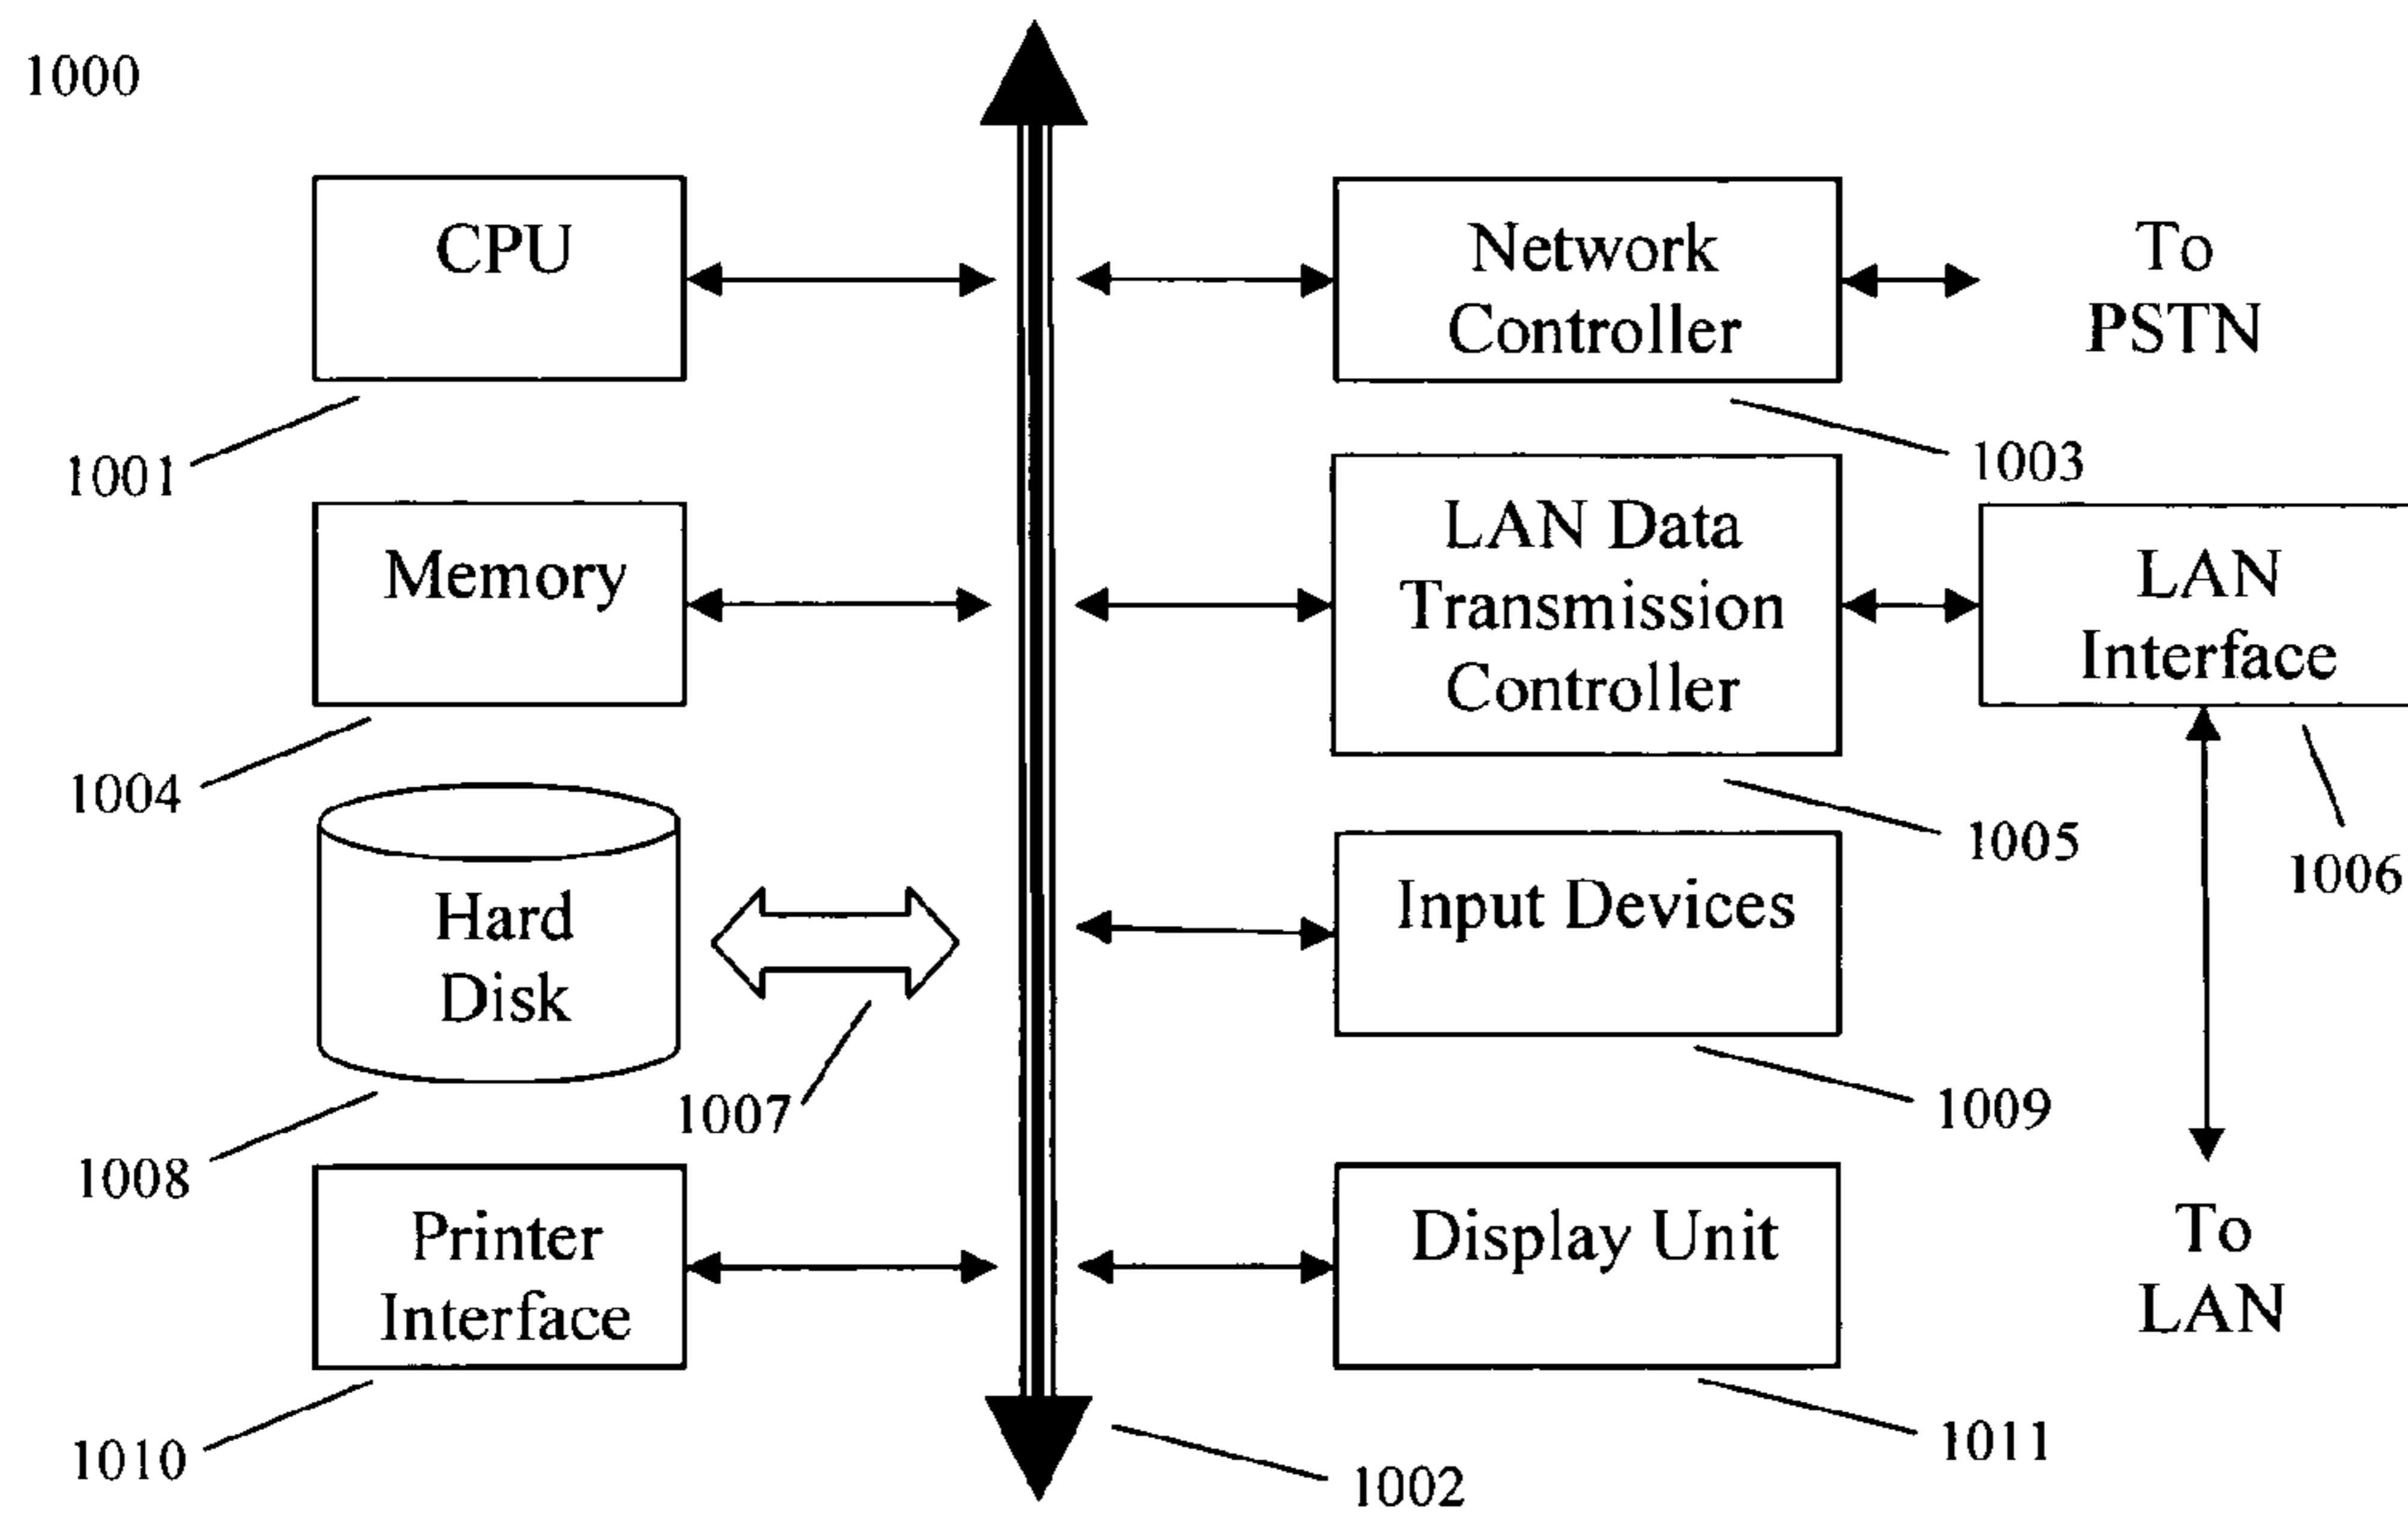 1000
CPU
Network
Controller
To
PSTN
1001
1003
Memory
LAN Data
Transmission
Controller
LAN
Interface
1004
1005
1006
Hard
Disk
1007
Input Devices
1008
1009
Printer
Interface
Display Unit
To
LAN
1010
1002
1011